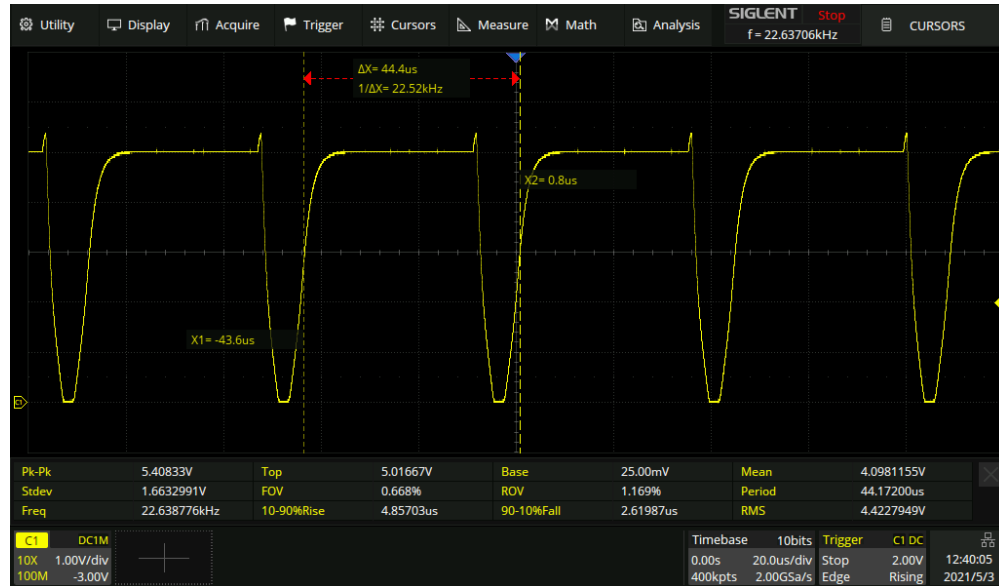 Utility Display Acquire Trigger Cursors Measure Math Analysis SIGLENT Stop CURSORS
f = 22.63706kHz
ΔX= 44.4us
1/ΔX= 22.52kHz
X2= 0.8us
X1= -43.6us
C1
Pk-Pk 5.40833V Top 5.01667V Base 25.00mV Mean 4.0981155V
Stdev 1.6632991V FOV 0.668% ROV 1.169% Period 44.17200us
Freq 22.638776kHz 10-90%Rise 4.85703us 90-10%Fall 2.61987us RMS 4.4227949V
C1 DC1M Timebase 10bits Trigger C1 DC
10X 1.00V/div 0.00s 20.0us/div Stop 2.00V 12:40:05
100M -3.00V 400kpts 2.00GSa/s Edge Rising 2021/5/3